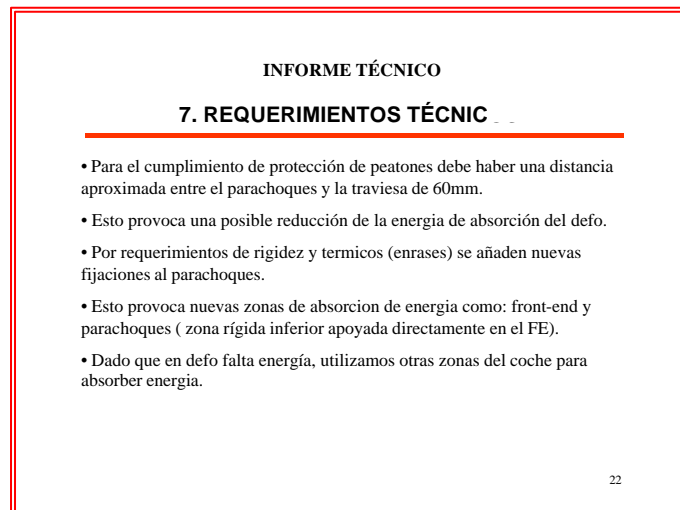 INFORME TÉCNICO
7. REQUERIMIENTOS TÉCNIC
• Para el cumplimiento de protección de peatones debe haber una distancia
aproximada entre el parachoques y la traviesa de 60mm.
• Esto provoca una posible reducción de la energia de absorción del defo.
• Por requerimientos de rigidez y termicos (enrases) se añaden nuevas
fijaciones al parachoques.
• Esto provoca nuevas zonas de absorcion de energia como: front-end y
parachoques ( zona rígida inferior apoyada directamente en el FE).
• Dado que en defo falta energía, utilizamos otras zonas del coche para
absorber energia.
22